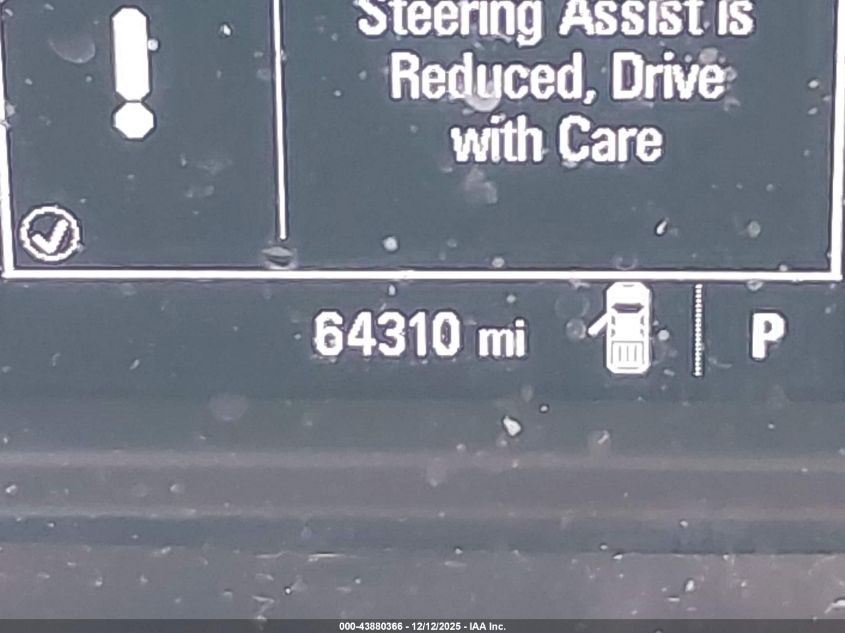 Steering Assist is
Reduced, Drive
with Care
64310 mi
P
000-43880366 - 12/12/2025 - IAA Inc.